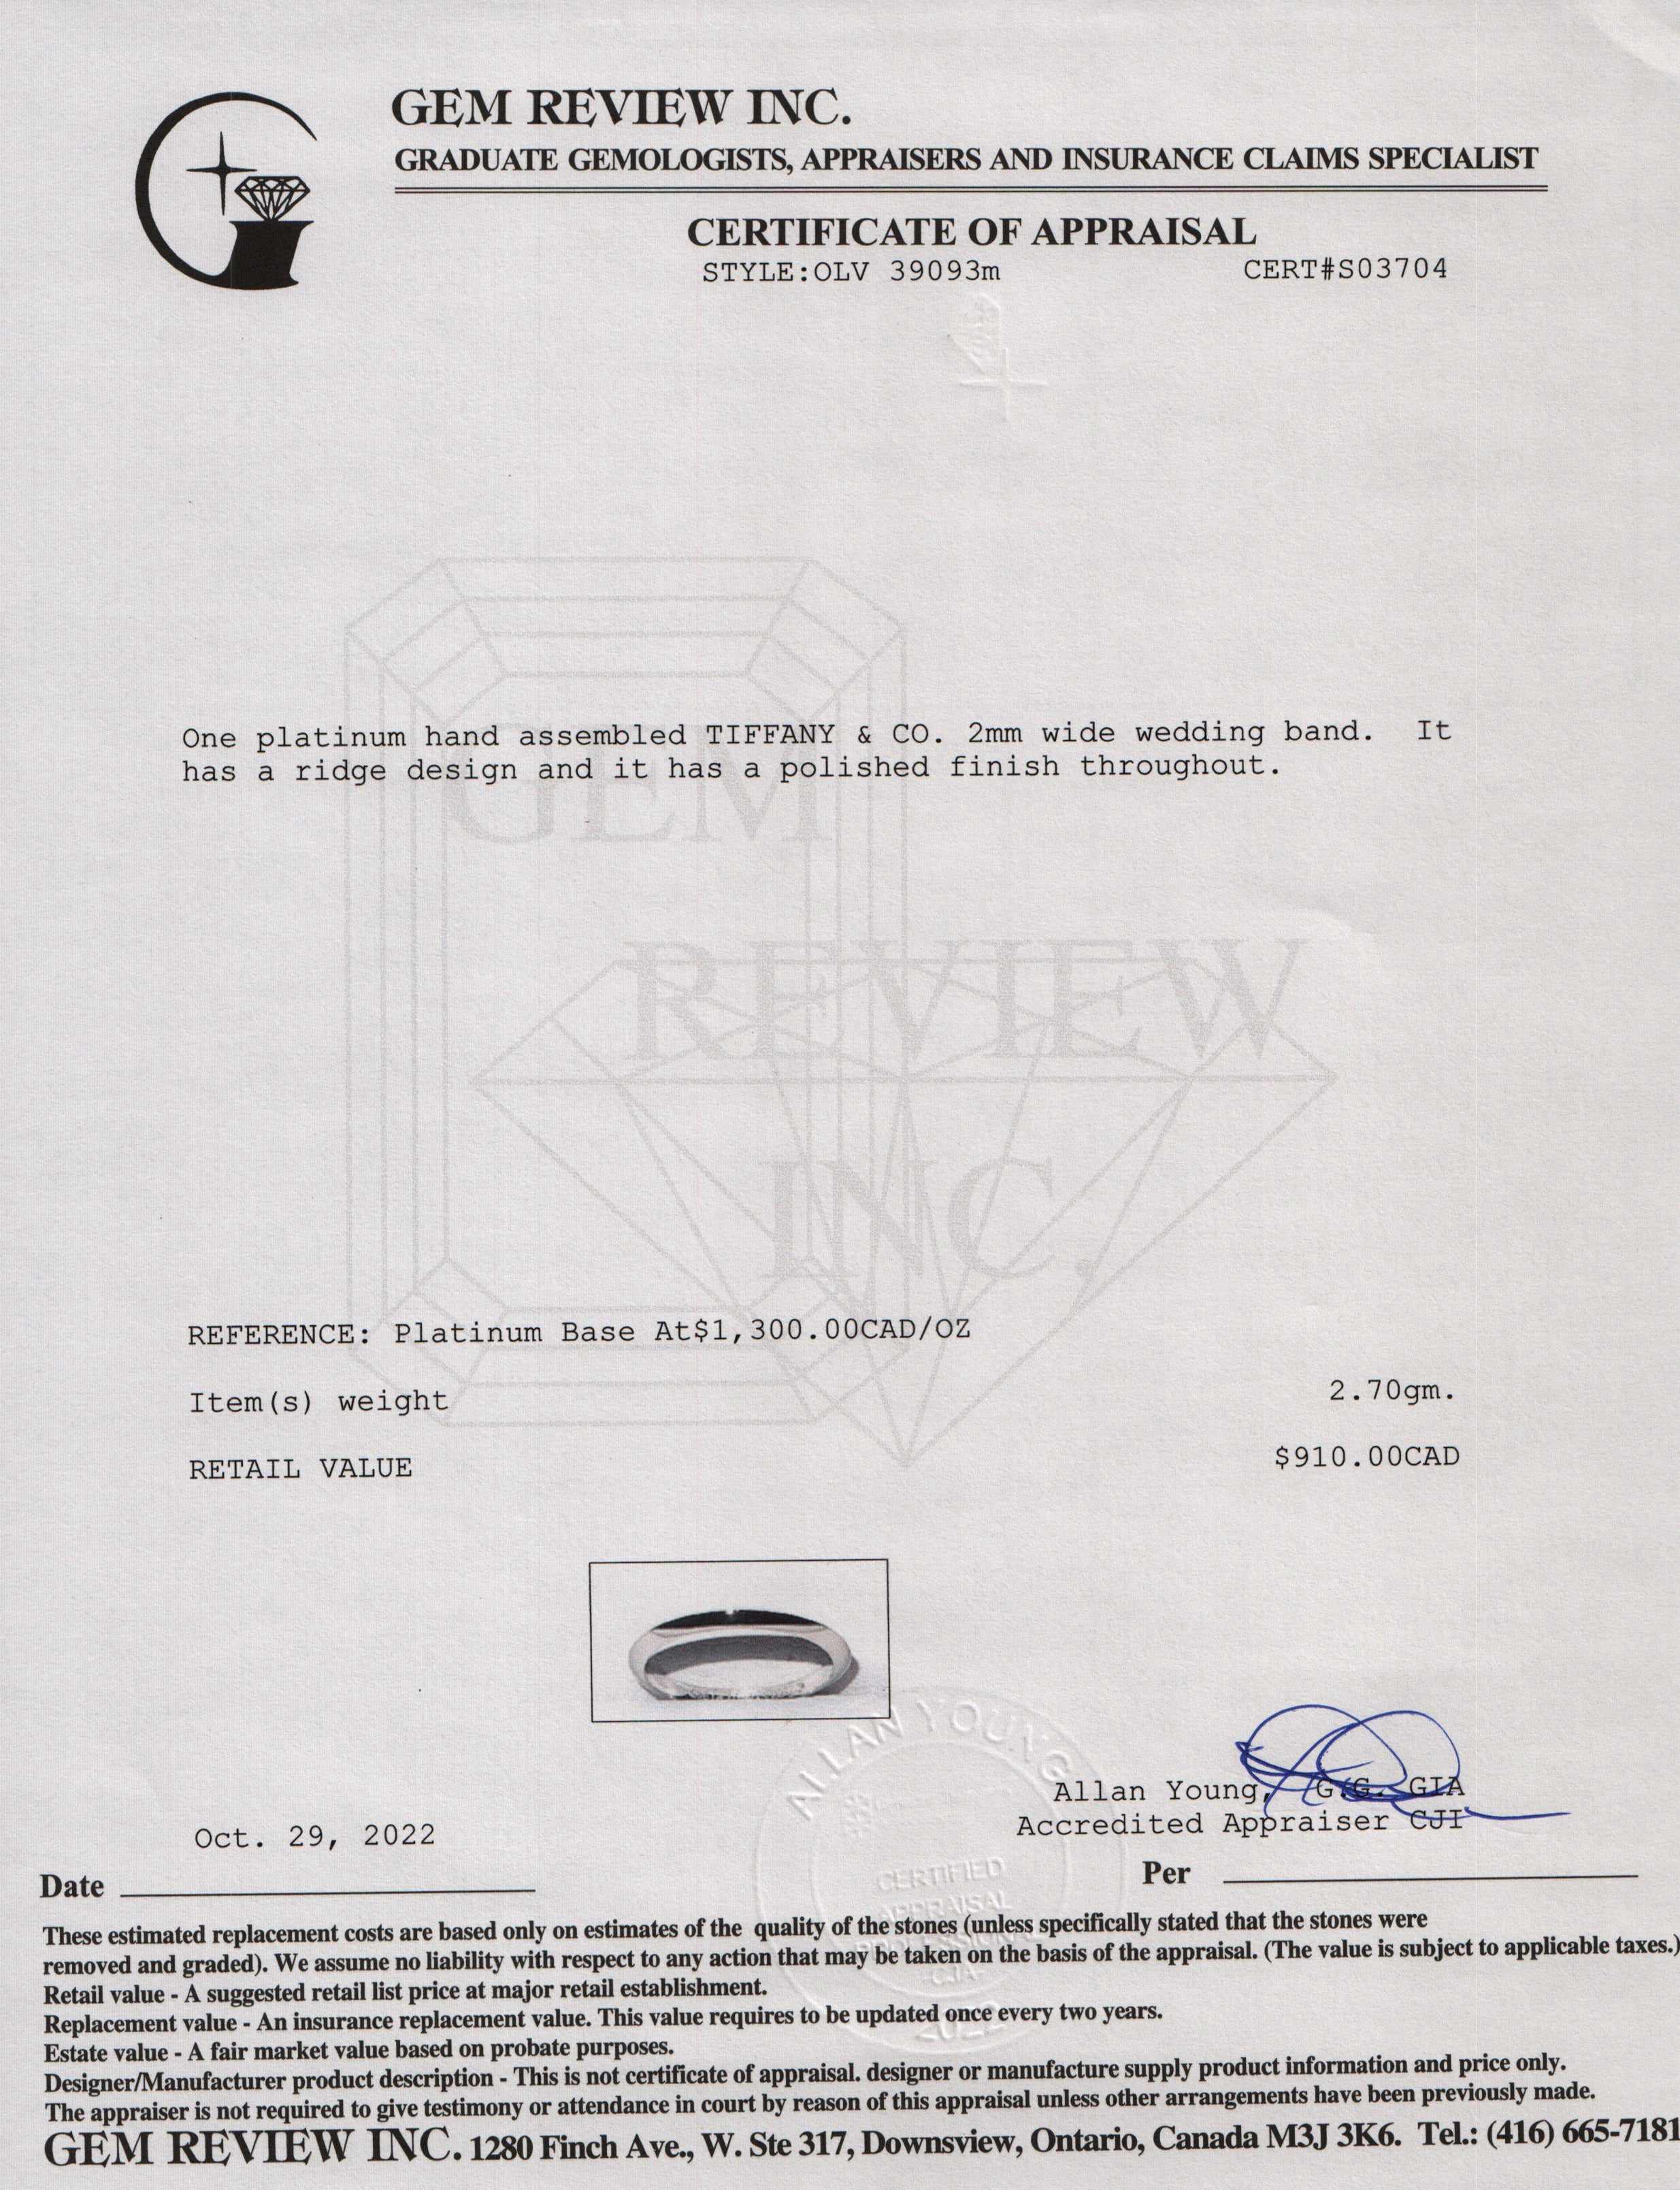 GEM REVIEW INC.
GRADUATE GEMOLOGISTS, APPRAISERS AND INSURANCE CLAIMS SPECIALIST
CERTIFICATE OF APPRAISAL
STYLE:OLV 39093m CERT#S03704
One platinum hand assembled TIFFANY & CO. 2mm wide wedding band. It
has a ridge design and it has a polished finish throughout.
GEM
REVIEW
INC.
REFERENCE: Platinum Base At$1,300.00CAD/OZ
Item(s) weight 2.70gm.
RETAIL VALUE $910.00CAD
ALLAN YOUNG
CERTIFIED
APPRAISAL
PROFESSIONAL
CJA
2022
Allan Young, G.G. GIA
Accredited Appraiser CJI
Oct. 29, 2022
Date Per
These estimated replacement costs are based only on estimates of the quality of the stones (unless specifically stated that the stones were
removed and graded). We assume no liability with respect to any action that may be taken on the basis of the appraisal. (The value is subject to applicable taxes.)
Retail value - A suggested retail list price at major retail establishment.
Replacement value - An insurance replacement value. This value requires to be updated once every two years.
Estate value - A fair market value based on probate purposes.
Designer/Manufacturer product description - This is not certificate of appraisal. designer or manufacture supply product information and price only.
The appraiser is not required to give testimony or attendance in court by reason of this appraisal unless other arrangements have been previously made.
GEM REVIEW INC. 1280 Finch Ave., W. Ste 317, Downsview, Ontario, Canada M3J 3K6. Tel.: (416) 665-7181